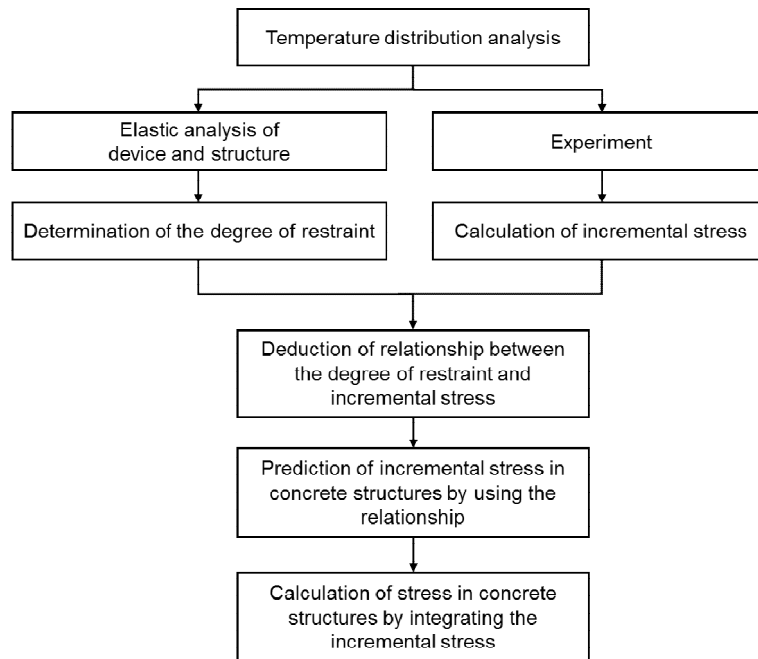 Temperature distribution analysis
Elastic analysis of
device and structure
Experiment
Determination of the degree of restraint
Calculation of incremental stress
Deduction of relationship between
the degree of restraint and
incremental stress
Prediction of incremental stress in
concrete structures by using the
relationship
Calculation of stress in concrete
structures by integrating the
incremental stress